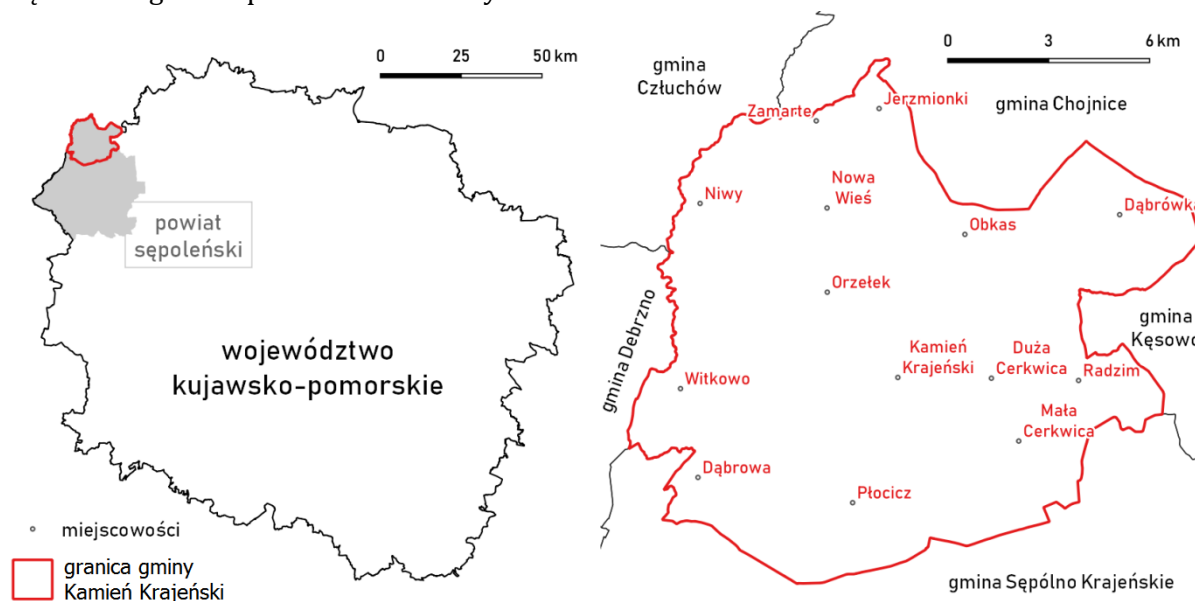 0 25 50 km
powiat
sępoleński
województwo
kujawsko-pomorskie
miejscowości
granica gminy
Kamień Krajeński
0 3 6 km
gmina
Człuchów
gmina Chojnice
Zamarte
Jerzmionki
Niwy
Nowa
Wieś
Obkas
Dąbrówka
Orzełek
gmina Debrzno
gmina
Kęsowo
Kamień
Krajeński
Duża
Cerkwica
Radzim
Witkowo
Mała
Cerkwica
Dąbrowa
Płocicz
gmina Sępólno Krajeńskie